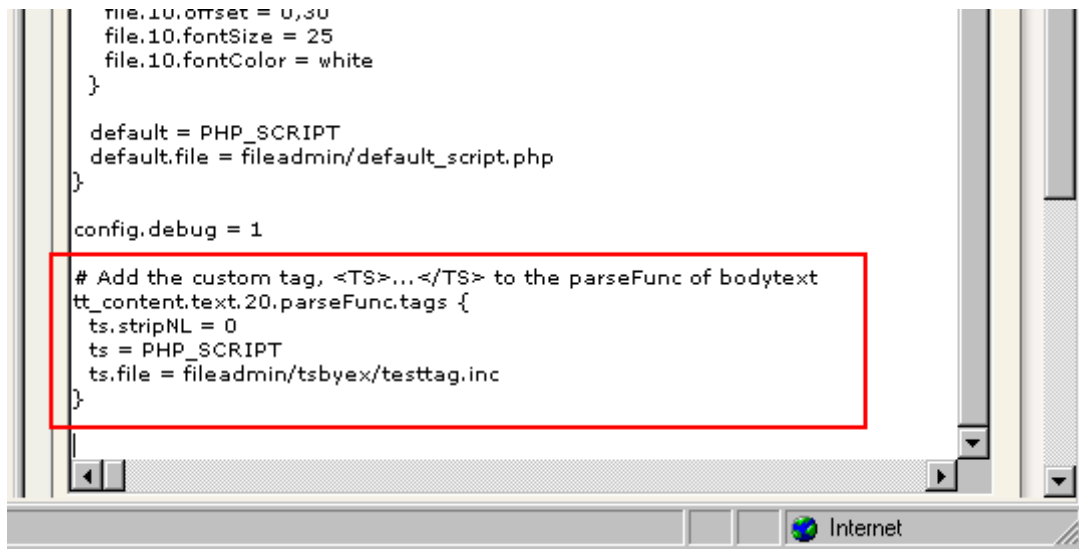 file.10.offset = 0,30
file.10.fontSize = 25
file.10.fontColor = white
}
default = PHP_SCRIPT
default.file = fileadmin/default_script.php
}
config.debug = 1
# Add the custom tag, <TS>...</TS> to the parseFunc of bodytext
tt_content.text.20.parseFunc.tags {
ts.stripNL = 0
ts = PHP_SCRIPT
ts.file = fileadmin/tsbyex/testtag.inc
}
Internet